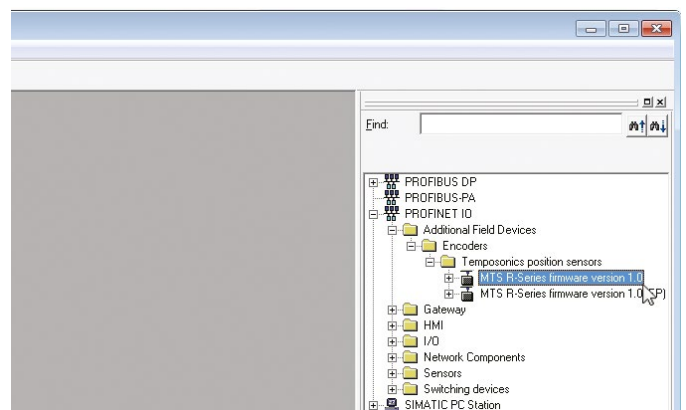 Find:
PROFIBUS DP
PROFIBUS-PA
PROFINET IO
Additional Field Devices
Encoders
Temposonics position sensors
MTS R-Series firmware version 1.0
MTS R-Series firmware version 1.0 SP)
Gateway
HMI
I/O
Network Components
Sensors
Switching devices
SIMATIC PC Station